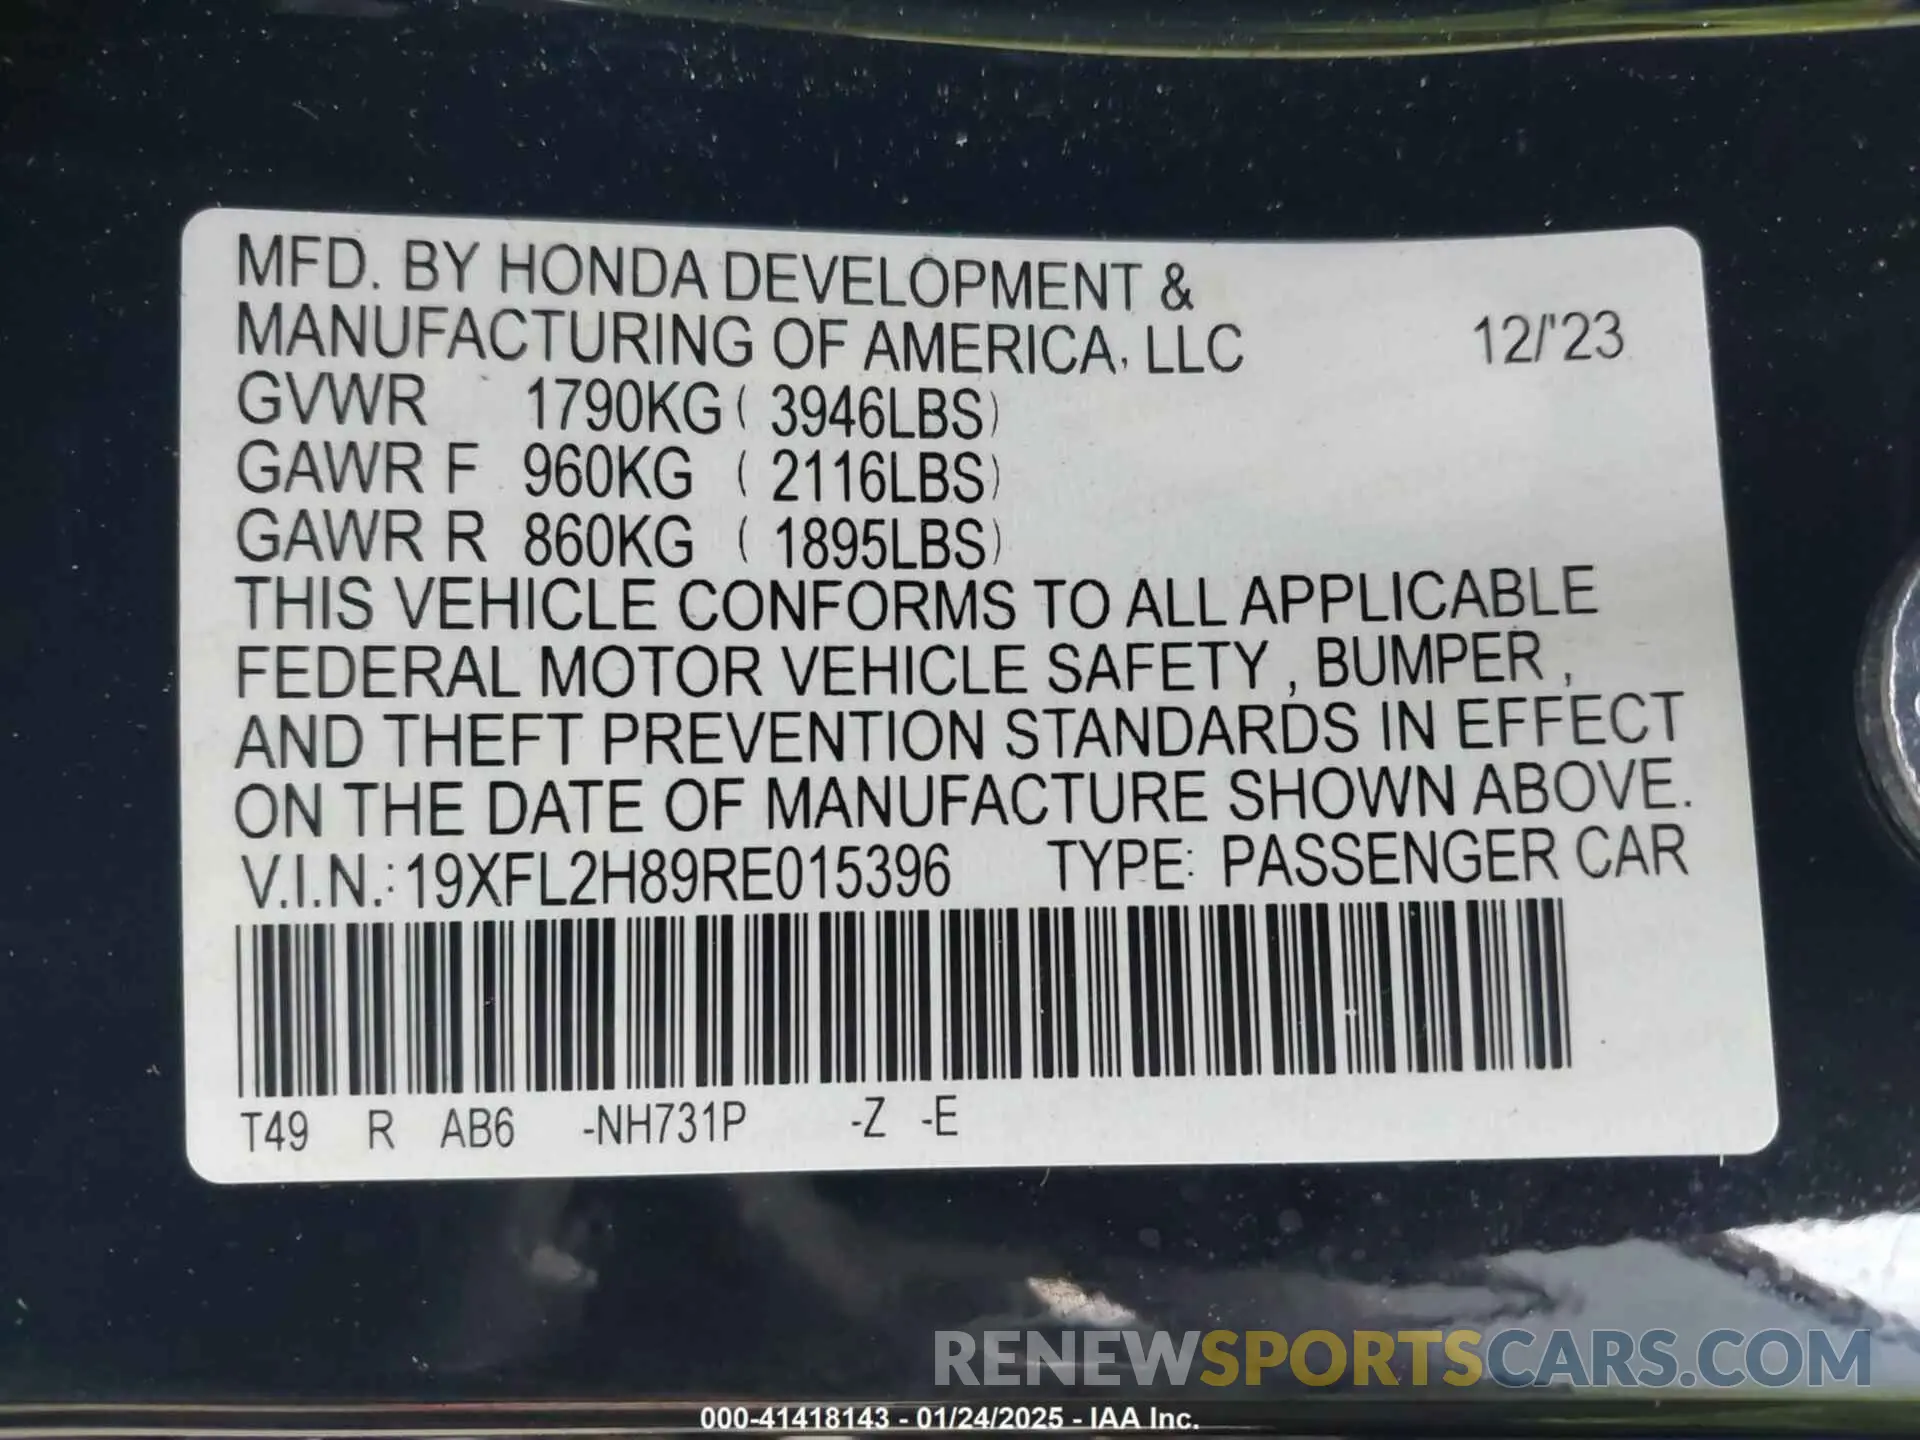 MFD. BY HONDA DEVELOPMENT &
MANUFACTURING OF AMERICA, LLC 12/'23
GVWR 1790KG ( 3946LBS)
GAWR F 960KG ( 2116LBS)
GAWR R 860KG ( 1895LBS)
THIS VEHICLE CONFORMS TO ALL APPLICABLE
FEDERAL MOTOR VEHICLE SAFETY , BUMPER ,
AND THEFT PREVENTION STANDARDS IN EFFECT
ON THE DATE OF MANUFACTURE SHOWN ABOVE.
V.I.N.: 19XFL2H89RE015396 TYPE: PASSENGER CAR
T49 R AB6 -NH731P -Z -E
RENEWSPORTSCARS.COM
000-41418143 - 01/24/2025 - IAA Inc.